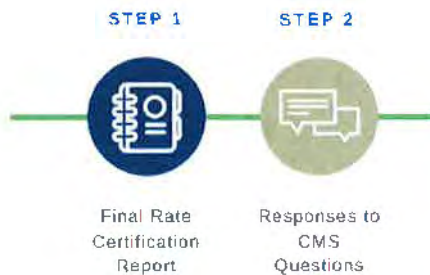 STEP 1
STEP 2
Final Rate
Certification
Report
Responses to
CMS
Questions